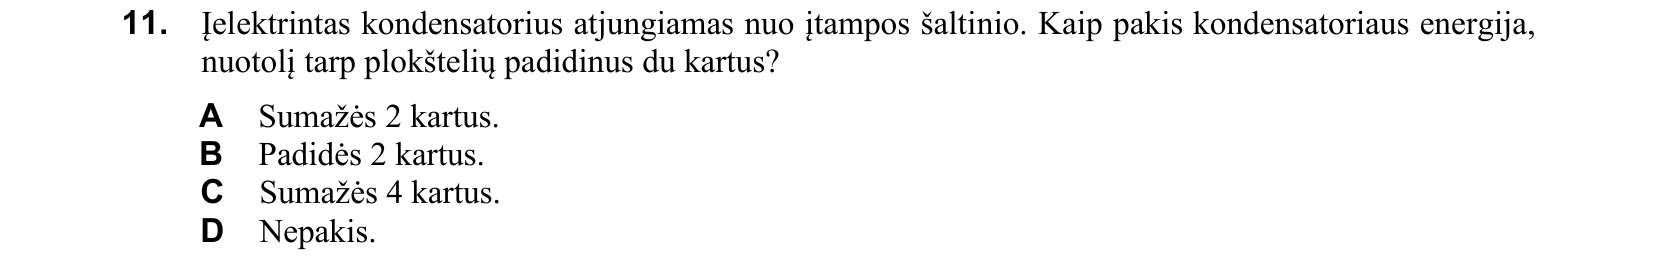 11. Įelektrintas kondensatorius atjungiamas nuo įtampos šaltinio. Kaip pakis kondensatoriaus energija,
nuotolį tarp plokštelių padidinus du kartus?
A Sumažės 2 kartus.
B Padidės 2 kartus.
C Sumažės 4 kartus.
D Nepakis.